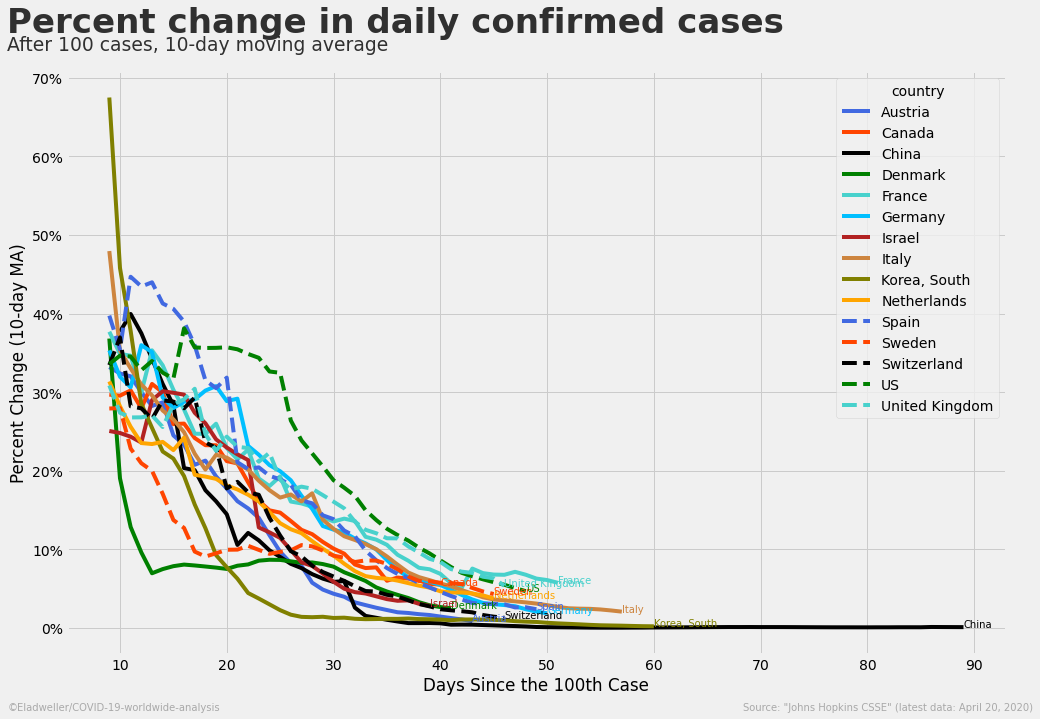 Percent change in daily confirmed cases
After 100 cases, 10-day moving average
70%
60%
50%
40%
30%
20%
10%
0%
Percent Change (10-day MA)
country
Austria
Canada
China
Denmark
France
Germany
Israel
Italy
Korea, South
Netherlands
Spain
Sweden
Switzerland
US
United Kingdom
France
United Kingdom
Canada
US
Sweden
Netherlands
Israel
Denmark
Spain
Germany
Italy
Switzerland
Austria
Korea, South
China
10 20 30 40 50 60 70 80 90
Days Since the 100th Case
©Eladweller/COVID-19-worldwide-analysis
Source: "Johns Hopkins CSSE" (latest data: April 20, 2020)